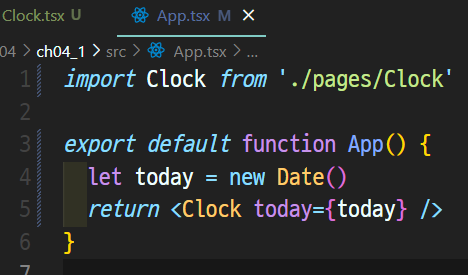 Clock.tsx U App.tsx M ×
04 > ch04_1 > src > App.tsx > ...
1 import Clock from './pages/Clock'
2
3 export default function App() {
4 let today = new Date()
5 return <Clock today={today} />
6 }
7